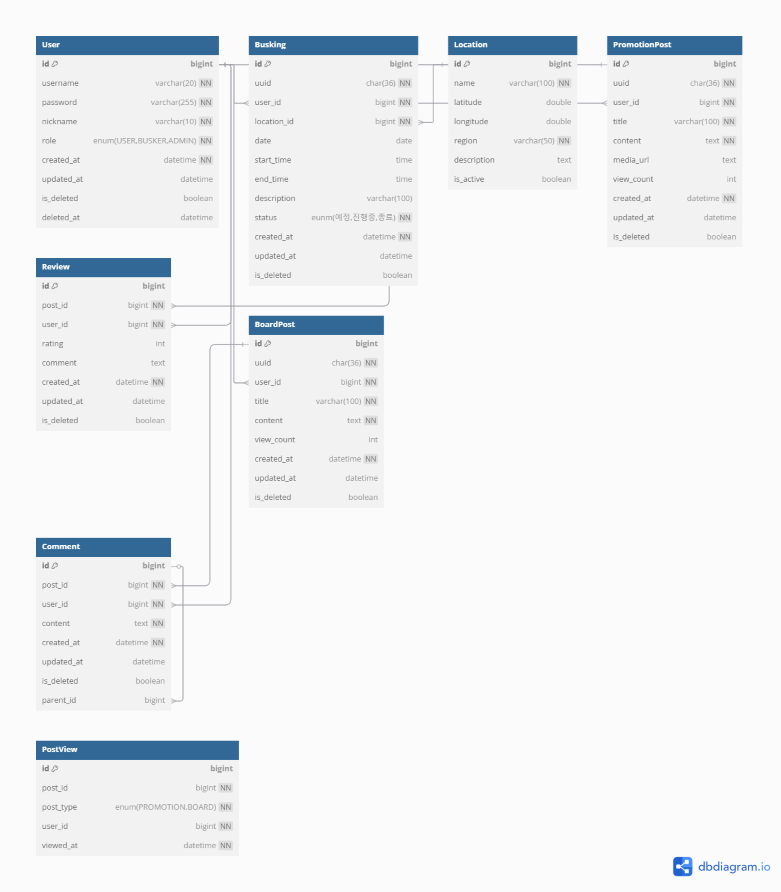 User
id bigint
username varchar(20) NN
password varchar(255) NN
nickname varchar(10) NN
role enum(USER,BUSKER,ADMIN) NN
created_at datetime NN
updated_at datetime
is_deleted boolean
deleted_at datetime
Busking
id bigint
uuid char(36) NN
user_id bigint NN
location_id bigint NN
date date
start_time time
end_time time
description varchar(100)
status eunm(예정,진행중,종료) NN
created_at datetime NN
updated_at datetime
is_deleted boolean
Location
id bigint
name varchar(100) NN
latitude double
longitude double
region varchar(50) NN
description text
is_active boolean
PromotionPost
id bigint
uuid char(36) NN
user_id bigint NN
title varchar(100) NN
content text NN
media_url text
view_count int
created_at datetime NN
updated_at datetime
is_deleted boolean
Review
id bigint
post_id bigint NN
user_id bigint NN
rating int
comment text
created_at datetime NN
updated_at datetime
is_deleted boolean
BoardPost
id bigint
uuid char(36) NN
user_id bigint NN
title varchar(100) NN
content text NN
view_count int
created_at datetime NN
updated_at datetime
is_deleted boolean
Comment
id bigint
post_id bigint NN
user_id bigint NN
content text NN
created_at datetime NN
updated_at datetime
is_deleted boolean
parent_id bigint
PostView
id bigint
post_id bigint NN
post_type enum(PROMOTION,BOARD) NN
user_id bigint NN
viewed_at datetime NN
dbdiagram.io